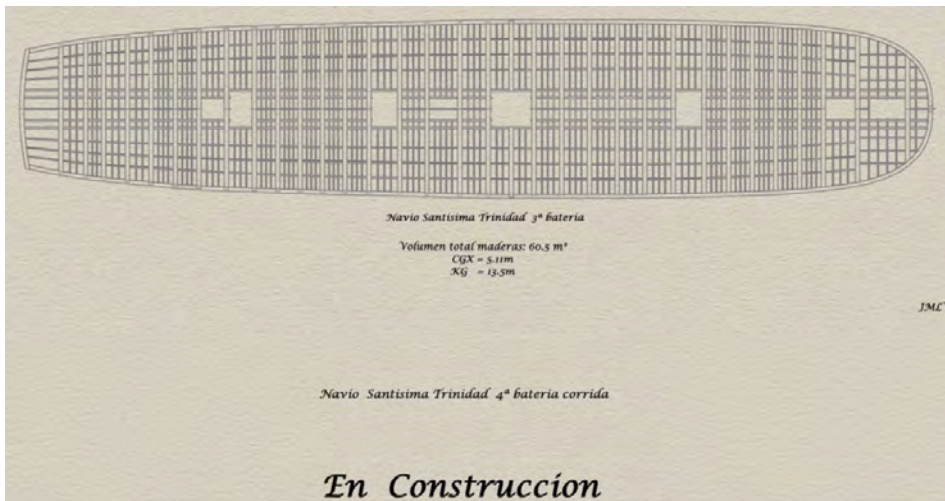 Navio Santisima Trinidad 3ª bateria
Volumen total maderas: 60.5 m³
CGX = 5.11m
KG = 13.5m
JML
Navio Santisima Trinidad 4ª bateria corrida
En Construccion